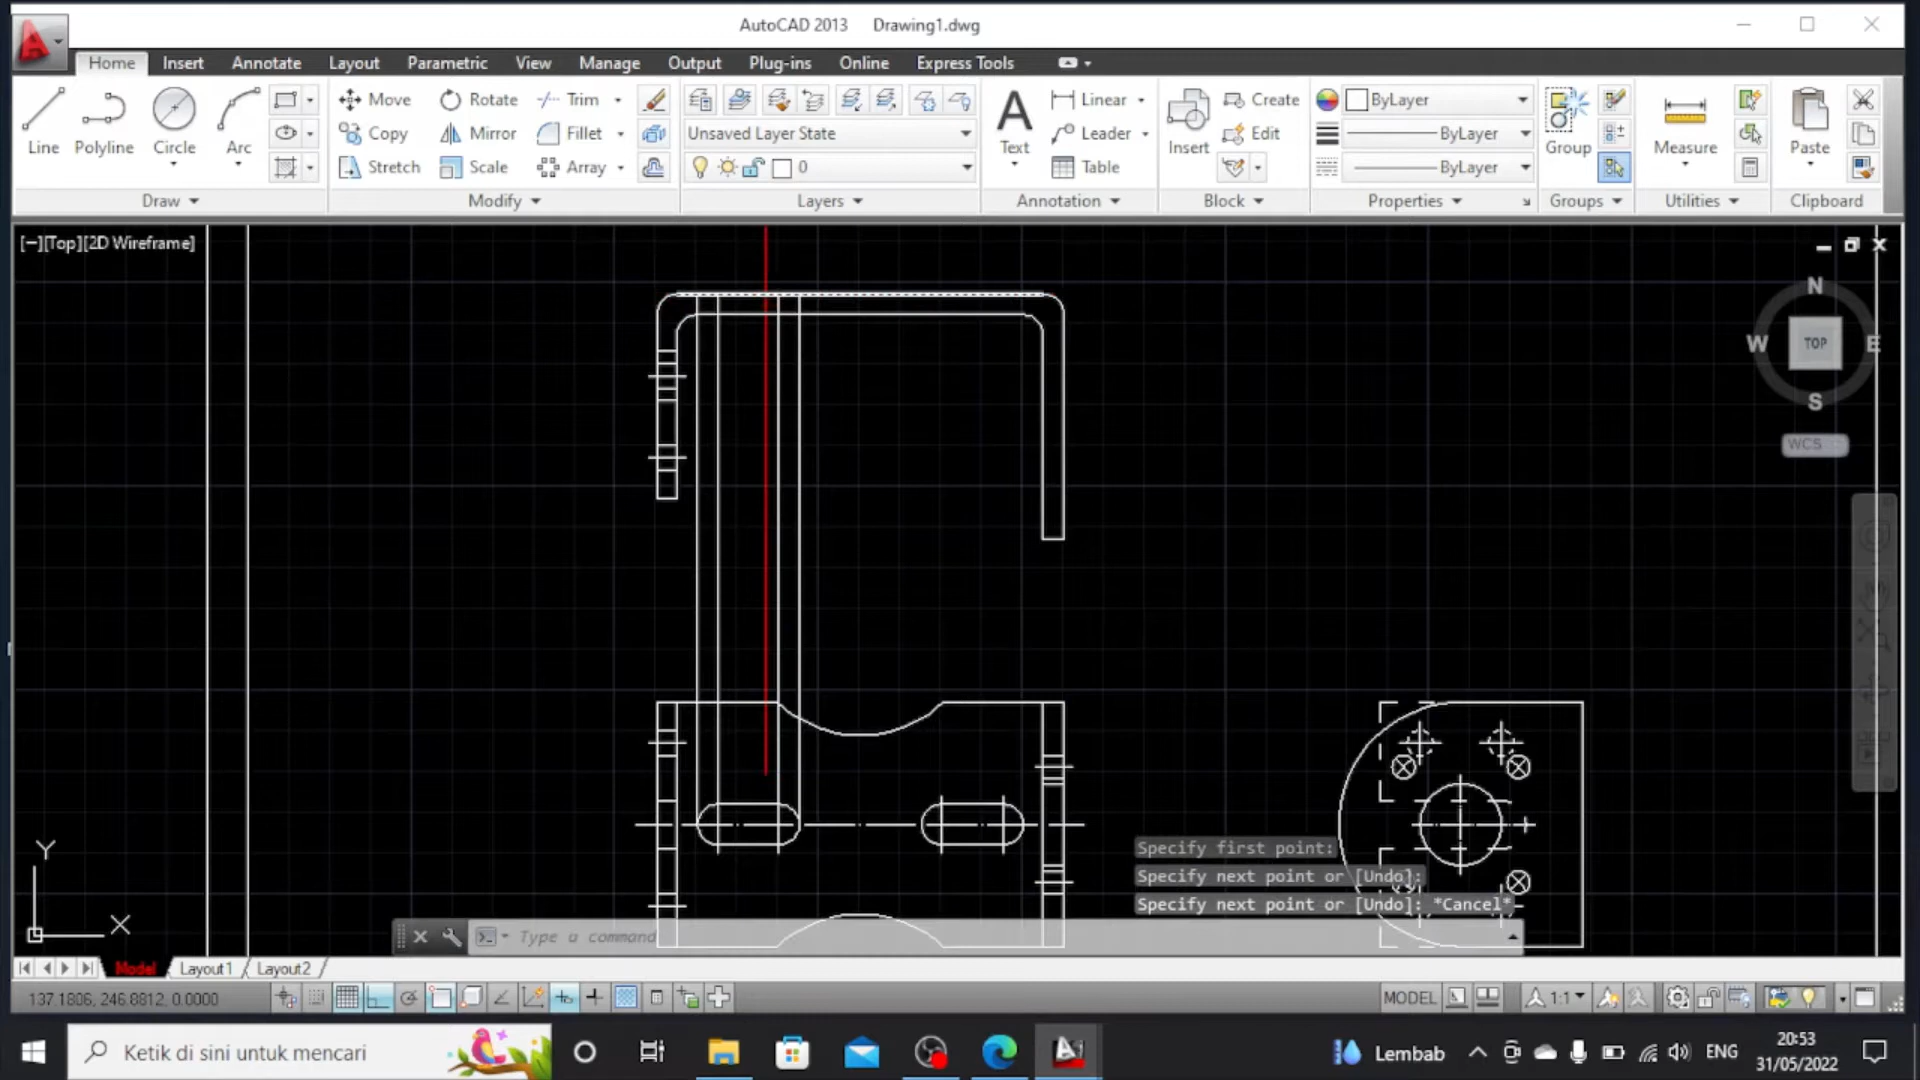 AutoCAD 2013 Drawing1.dwg
Home Insert Annotate Layout Parametric View Manage Output Plug-ins Online Express Tools
Line Polyline Circle Arc
Move Rotate Trim
Copy Mirror Fillet
Stretch Scale Array
Unsaved Layer State
0
Text Linear
Leader
Table
Insert Create
Edit
ByLayer
ByLayer
ByLayer
Group
Measure
Paste
Draw Modify Layers Annotation Block Properties Groups Utilities Clipboard
[−][Top][2D Wireframe]
N
W TOP E
S
WCS
Y
X
Specify first point:
Specify next point or [Undo]:
Specify next point or [Undo]: *Cancel*
Type a command
Model Layout1 Layout2
137.1806, 246.8812, 0.0000 MODEL 1:1
Ketik di sini untuk mencari
Lembab ENG
20:53
31/05/2022